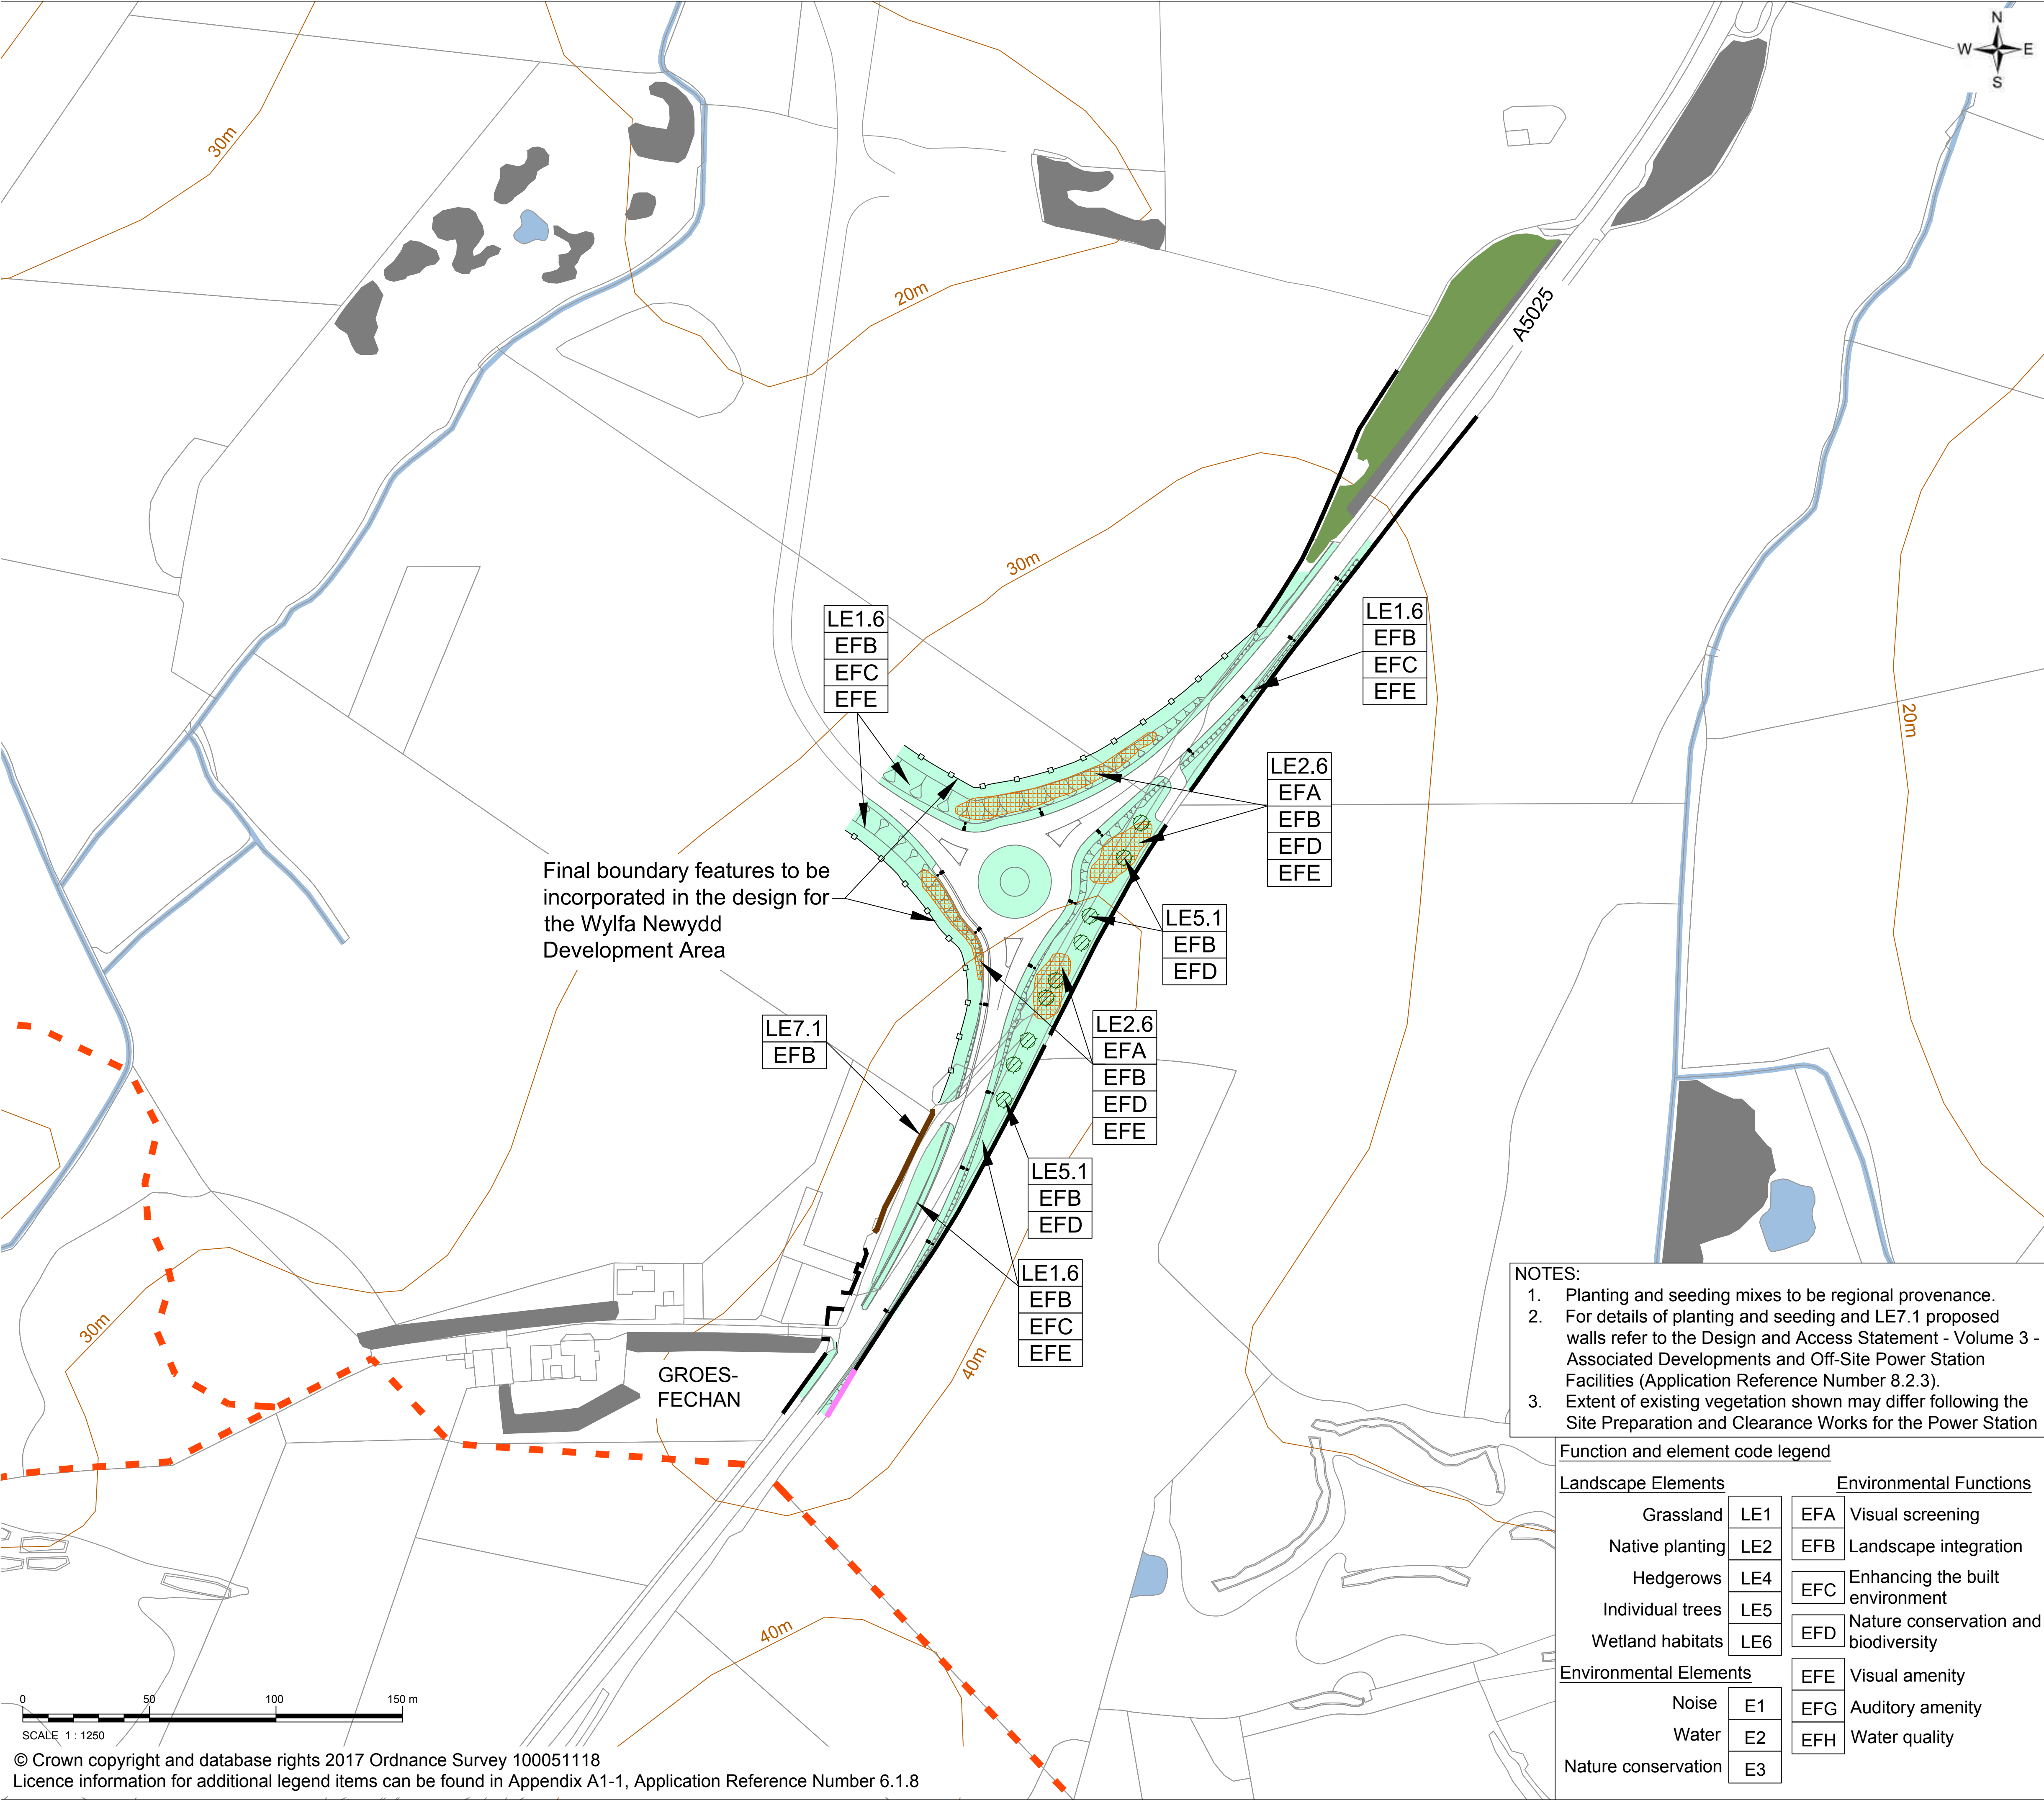 N
W E
S
30m
20m
A5025
30m
LE1.6
EFB
EFC
EFE
LE1.6
EFB
EFC
EFE
20m
LE2.6
EFA
EFB
EFD
EFE
Final boundary features to be
incorporated in the design for
the Wylfa Newydd
Development Area
LE5.1
EFB
EFD
LE7.1
EFB
LE2.6
EFA
EFB
EFD
EFE
LE5.1
EFB
EFD
LE1.6
EFB
EFC
EFE
30m
40m
GROES-
FECHAN
40m
NOTES:
1. Planting and seeding mixes to be regional provenance.
2. For details of planting and seeding and LE7.1 proposed
walls refer to the Design and Access Statement - Volume 3 -
Associated Developments and Off-Site Power Station
Facilities (Application Reference Number 8.2.3).
3. Extent of existing vegetation shown may differ following the
Site Preparation and Clearance Works for the Power Station
Function and element code legend
Landscape Elements
Grassland LE1
Native planting LE2
Hedgerows LE4
Individual trees LE5
Wetland habitats LE6
Environmental Elements
Noise E1
Water E2
Nature conservation E3
Environmental Functions
EFA Visual screening
EFB Landscape integration
EFC Enhancing the built
environment
EFD Nature conservation and
biodiversity
EFE Visual amenity
EFG Auditory amenity
EFH Water quality
0 50 100 150 m
SCALE 1 : 1250
© Crown copyright and database rights 2017 Ordnance Survey 100051118
Licence information for additional legend items can be found in Appendix A1-1, Application Reference Number 6.1.8